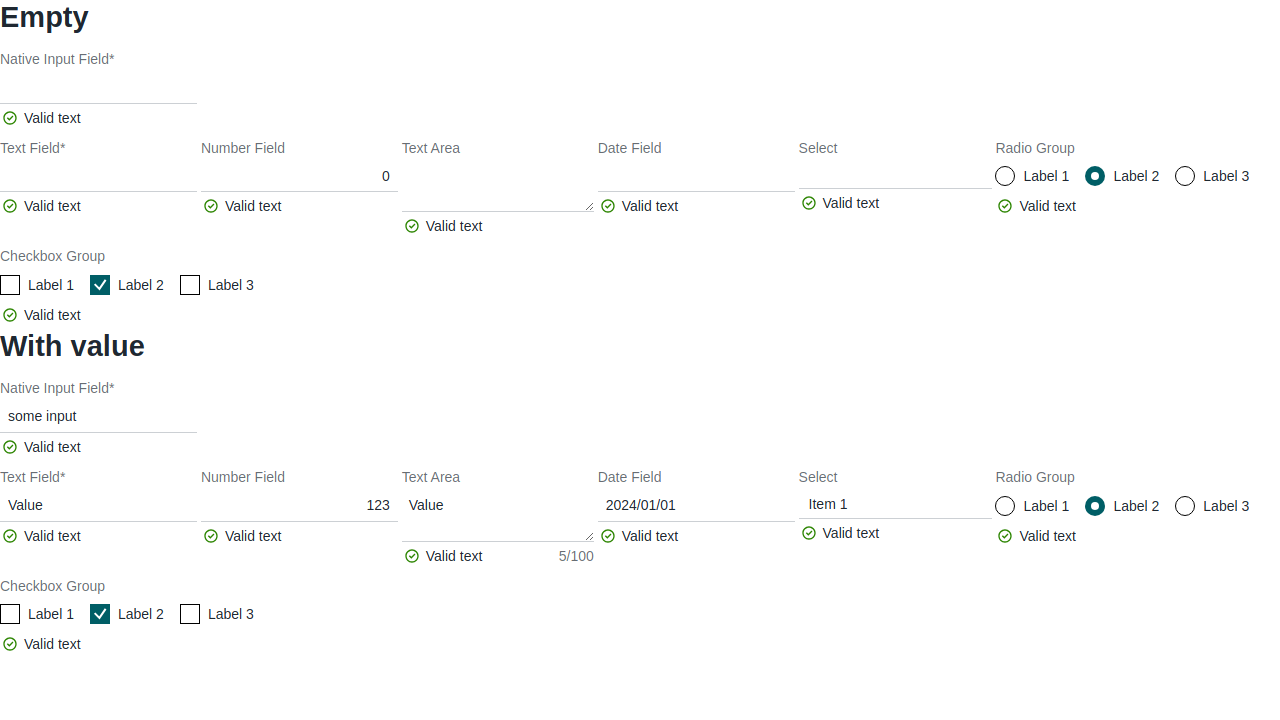 Empty
Native Input Field*
Valid text
Text Field* Number Field Text Area Date Field Select Radio Group
0 Label 1 Label 2 Label 3
Valid text Valid text Valid text Valid text Valid text Valid text
Checkbox Group
Label 1 Label 2 Label 3
Valid text
With value
Native Input Field*
some input
Valid text
Text Field* Number Field Text Area Date Field Select Radio Group
Value 123 Value 2024/01/01 Item 1 Label 1 Label 2 Label 3
Valid text Valid text Valid text 5/100 Valid text Valid text Valid text
Checkbox Group
Label 1 Label 2 Label 3
Valid text